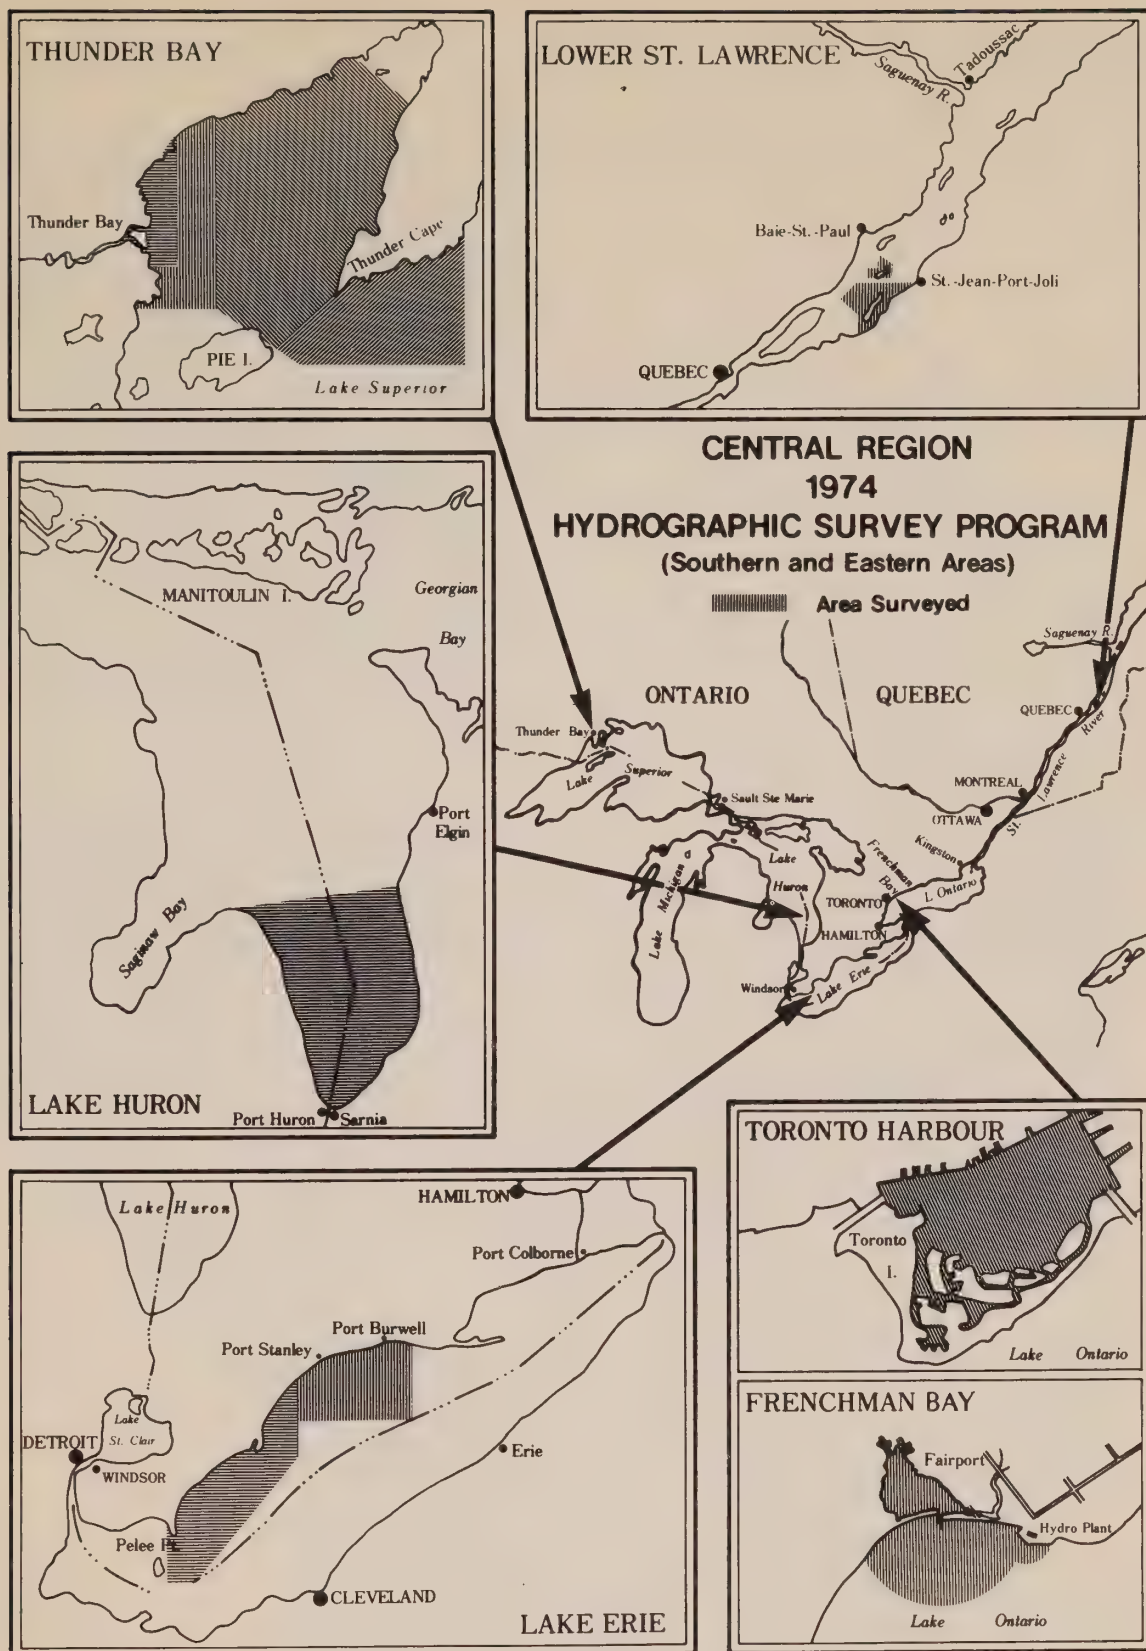 THUNDER BAY
Thunder Bay
Thunder Cape
PIE I.
Lake Superior
LOWER ST. LAWRENCE
Saguenay R.
Tadoussac
Baie-St.-Paul
St.-Jean-Port-Joli
QUEBEC
CENTRAL REGION
1974
HYDROGRAPHIC SURVEY PROGRAM
(Southern and Eastern Areas)
Area Surveyed
ONTARIO
QUEBEC
Saguenay R.
QUEBEC
St. Lawrence River
MONTREAL
OTTAWA
Kingston
Thunder Bay
Lake Superior
Sault Ste Marie
Lake Huron
Lake Michigan
Frenchman
Bay
L Ontario
TORONTO
HAMILTON
Windsor
Lake Erie
MANITOULIN I.
Georgian
Bay
Port
Elgin
Saginaw Bay
LAKE HURON
Port Huron
Sarnia
HAMILTON
Lake Huron
Port Colborne
Port Burwell
Port Stanley
Lake
St. Clair
DETROIT
WINDSOR
Erie
Pelee Pt.
CLEVELAND
LAKE ERIE
TORONTO HARBOUR
Toronto
I.
Lake Ontario
FRENCHMAN BAY
Fairport
Hydro Plant
Lake Ontario